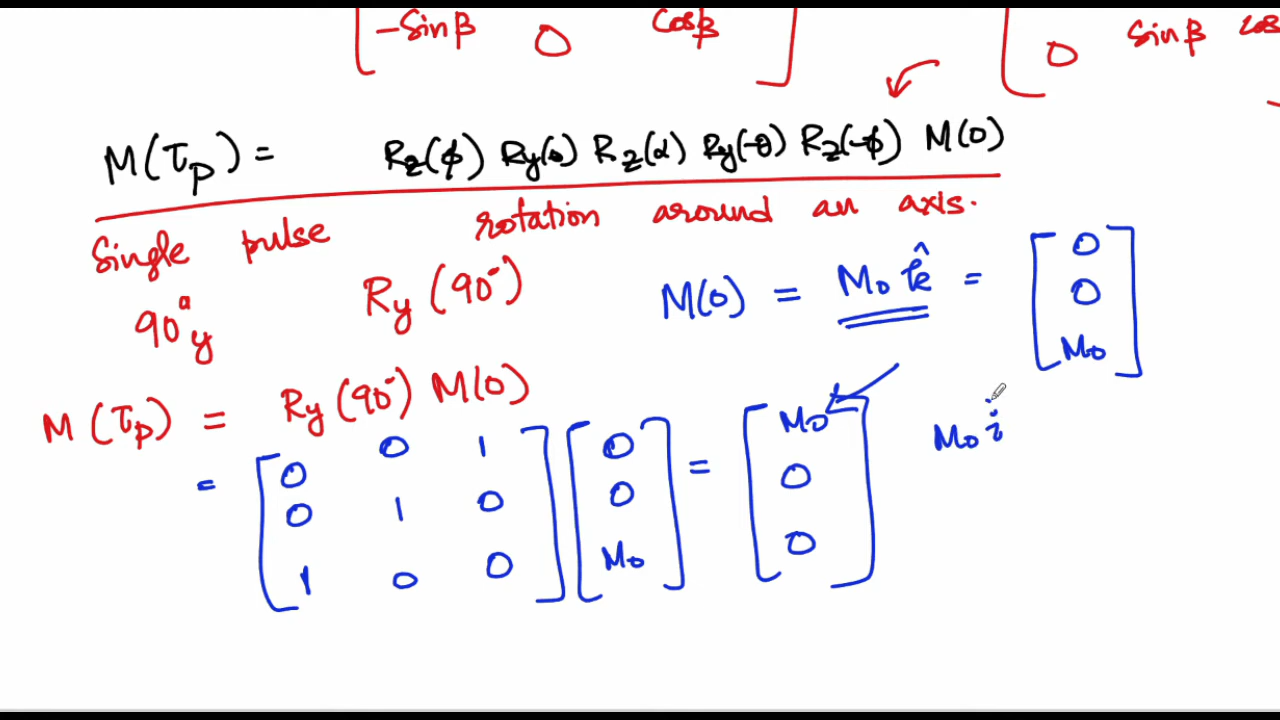 -Sinβ 0 Cosβ
0 Sinβ cos
M(τp) = Rz(ϕ) Ry(θ) Rz(α) Ry(-θ) Rz(-ϕ) M(0)
Single pulse rotation around an axis.
90°y Ry (90°) M(0) = M₀ k̂ = [0 0 M₀]
M(τp) = Ry (90°) M(0)
= [0 0 1] [0] = [M₀] M₀ i
[0 1 0] [0] [0]
[1 0 0] [M₀] [0]